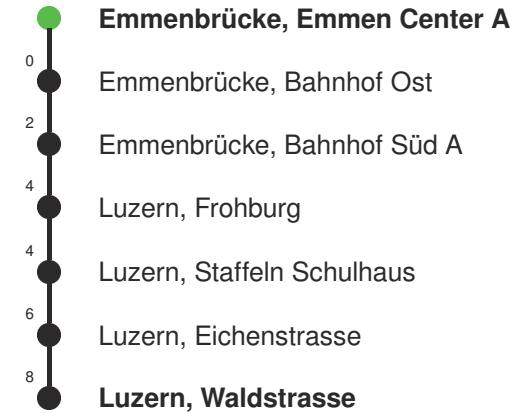 Emmenbrücke, Emmen Center A
0
Emmenbrücke, Bahnhof Ost
2
Emmenbrücke, Bahnhof Süd A
4
Luzern, Frohburg
4
Luzern, Staffeln Schulhaus
6
Luzern, Eichenstrasse
8
Luzern, Waldstrasse